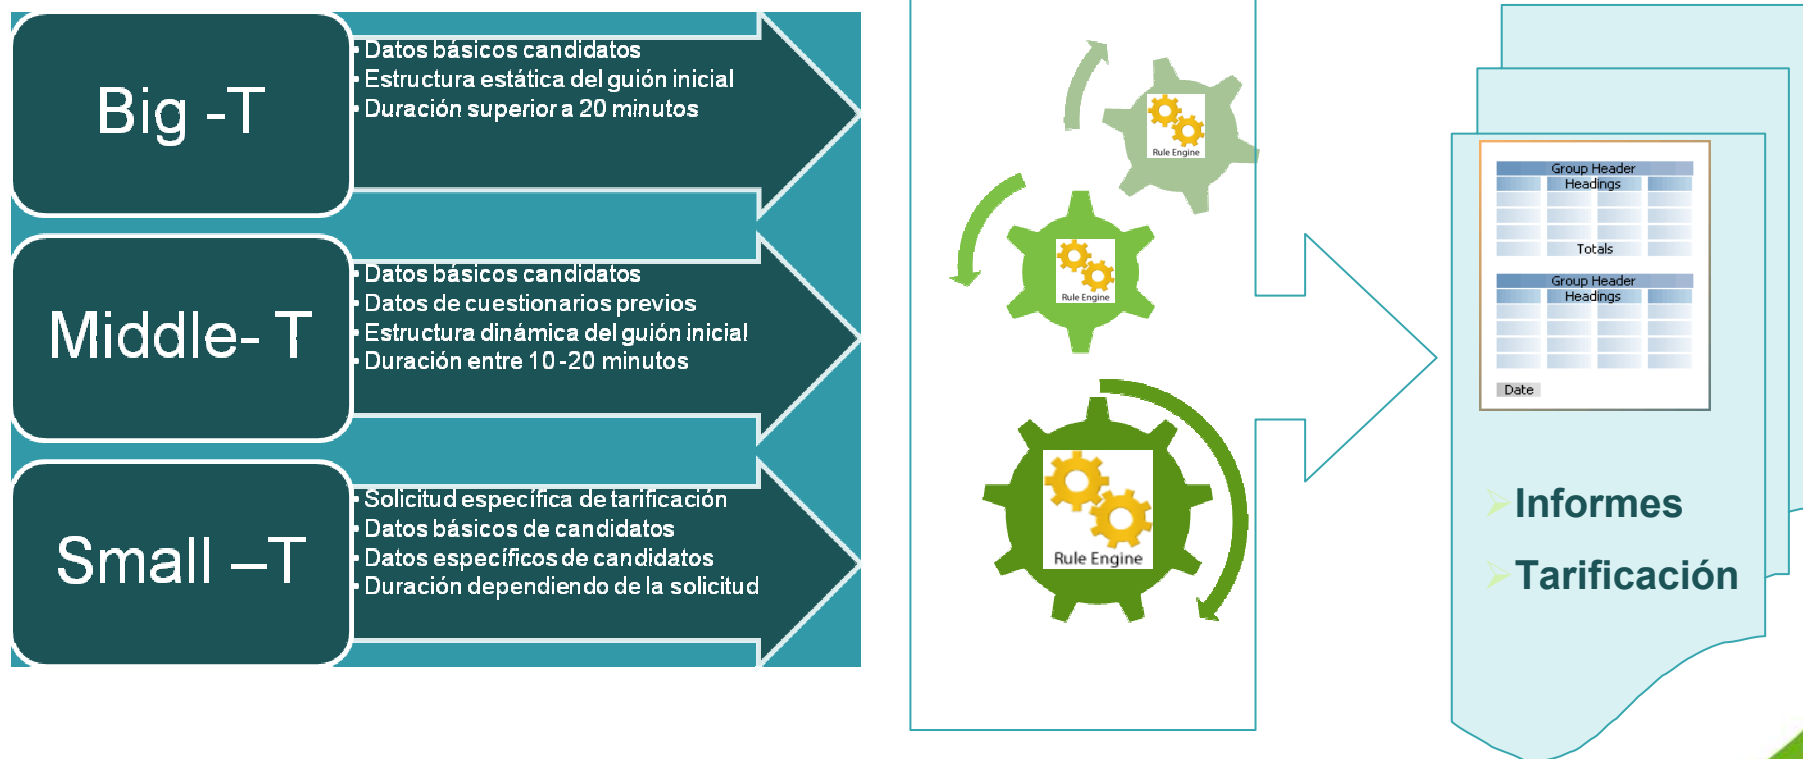 Big -T
• Datos básicos candidatos
• Estructura estática del guión inicial
• Duración superior a 20 minutos
Middle- T
• Datos básicos candidatos
• Datos de cuestionarios previos
• Estructura dinámica del guión inicial
• Duración entre 10 -20 minutos
Small –T
• Solicitud específica de tarificación
• Datos básicos de candidatos
• Datos específicos de candidatos
• Duración dependiendo de la solicitud
Rule Engine
Rule Engine
Rule Engine
Group Header
Headings
Totals
Group Header
Headings
Date
Informes
Tarificación